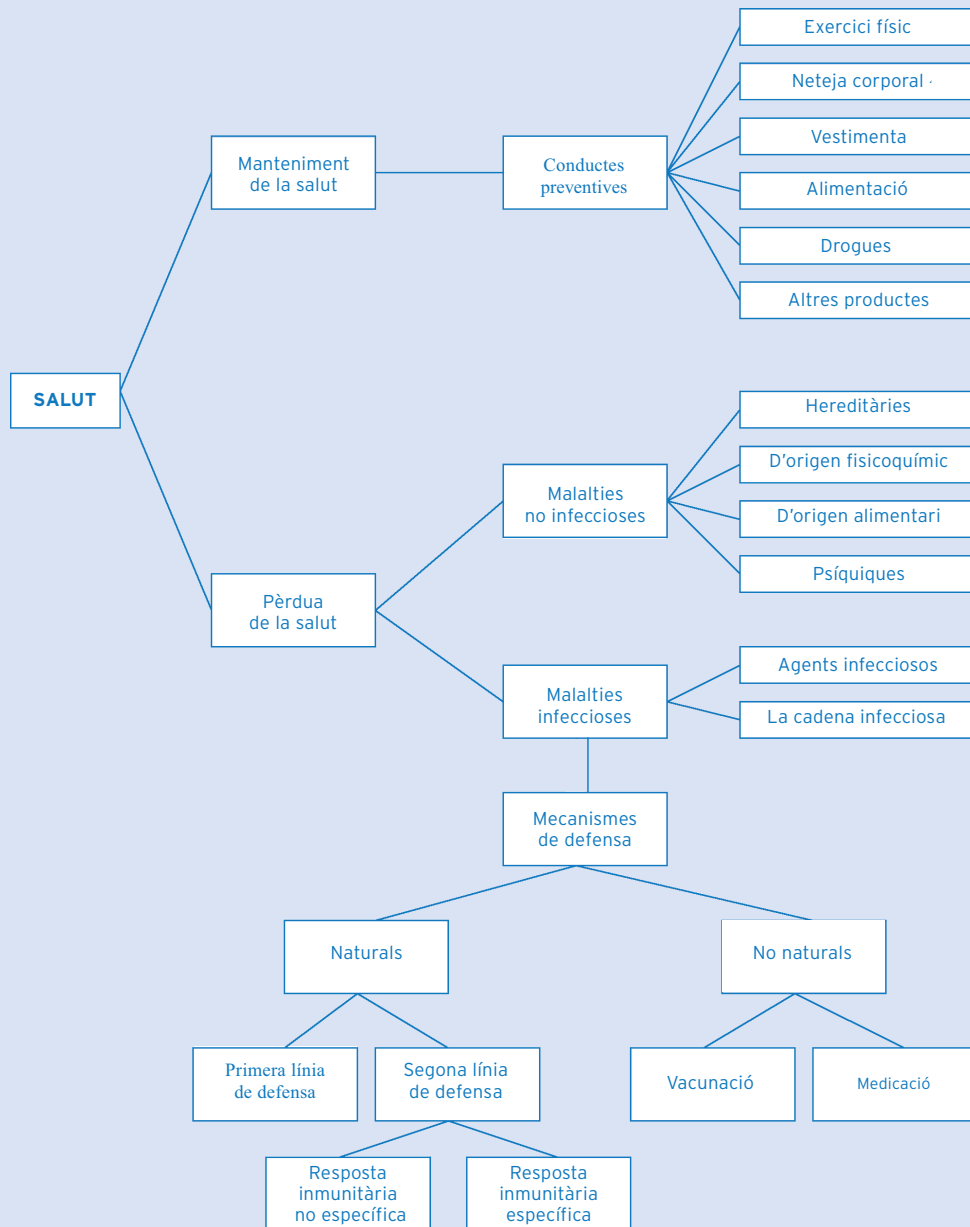 Exercici físic
Neteja corporal ·
Vestimenta
Alimentació
Drogues
Altres productes
Manteniment
de la salut
Conductes
preventives
SALUT
Hereditàries
D'origen fisicoquímic
D'origen alimentari
Psíquiques
Malalties
no infeccioses
Pèrdua
de la salut
Malalties
infeccioses
Agents infecciosos
La cadena infecciosa
Mecanismes
de defensa
Naturals
No naturals
Primera línia
de defensa
Segona línia
de defensa
Vacunació
Medicació
Resposta
inmunitària
no específica
Resposta
inmunitària
específica